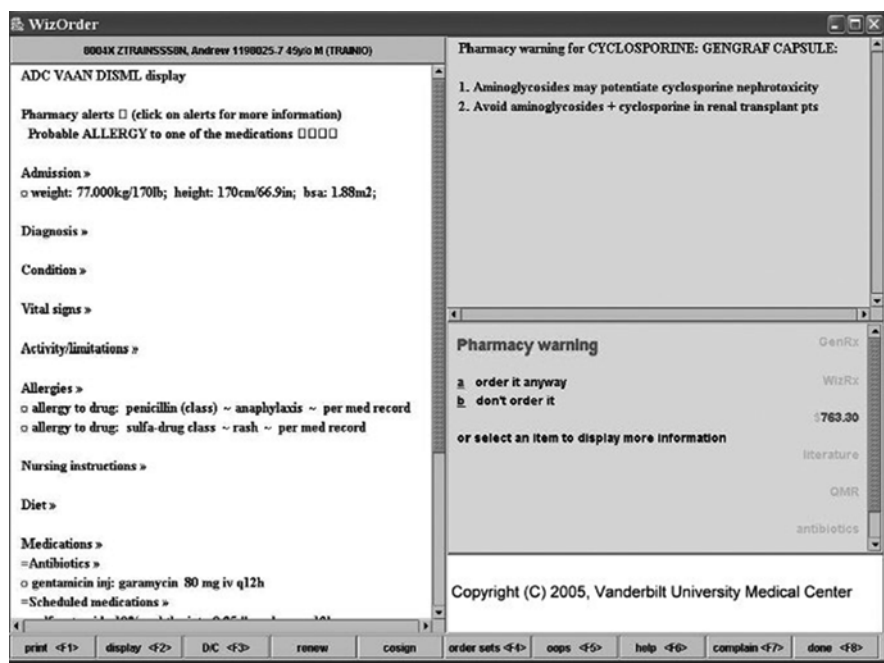 WizOrder
8004X ZTRAINSSS8N, Andrew 1198025-7 45y/o M (TRAINIO)
ADC VAAN DISML display
Pharmacy alerts (click on alerts for more information)
Probable ALLERGY to one of the medications
Admission »
weight: 77.000kg/170lb; height: 170cm/66.9in; bsa: 1.88m2;
Diagnosis »
Condition »
Vital signs »
Activity/limitations »
Allergies »
allergy to drug: penicillin (class) ~ anaphylaxis ~ per med record
allergy to drug: sulfa-drug class ~ rash ~ per med record
Nursing instructions »
Diet »
Medications »
=Antibiotics »
gentamicin inj: garamycin 80 mg iv q12h
=Scheduled medications »
Pharmacy warning for CYCLOSPORINE: GENGRAF CAPSULE:
1. Aminoglycosides may potentiate cyclosporine nephrotoxicity
2. Avoid aminoglycosides + cyclosporine in renal transplant pts
Pharmacy warning
a order it anyway
b don't order it
or select an item to display more information
GenRx
WizRx
$763.30
literature
OMR
antibiotics
Copyright (C) 2005, Vanderbilt University Medical Center
print <F1> display <F2> D/C <F3> renew cosign order sets <F4> oops <F5> help <F6> complain <F7> done <F8>